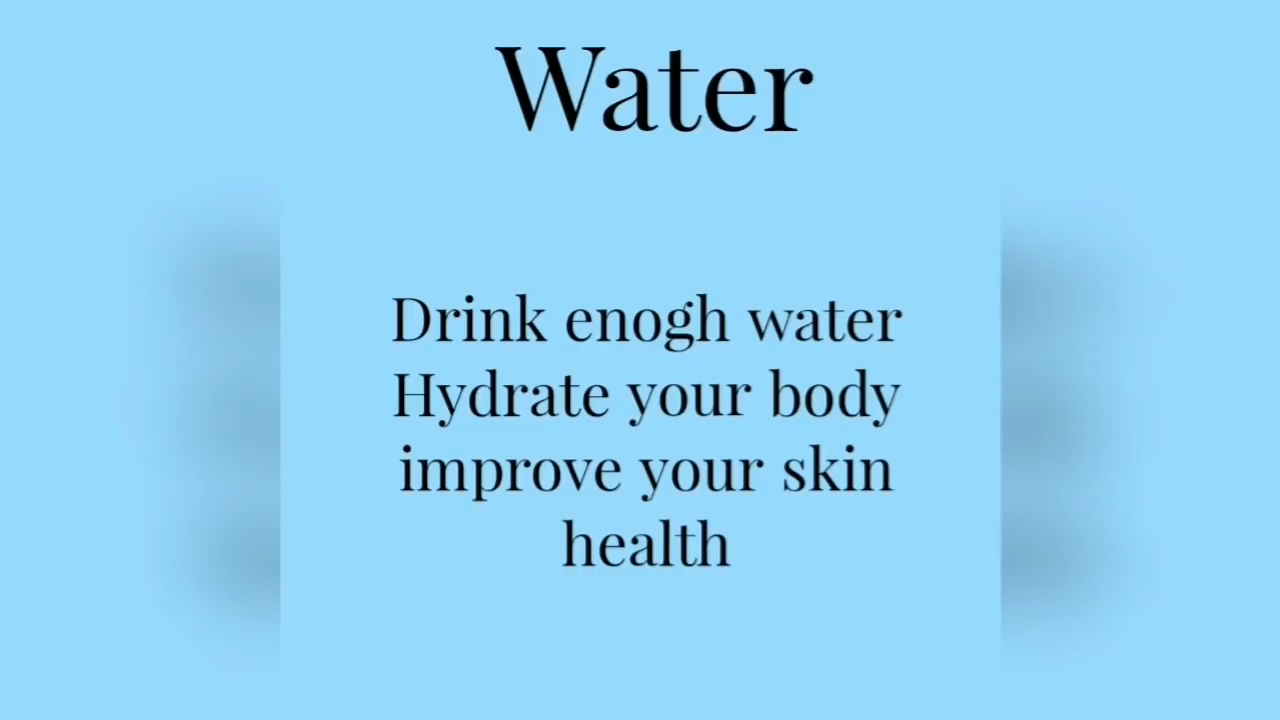 Water
Drink enogh water
Hydrate your body
improve your skin
health